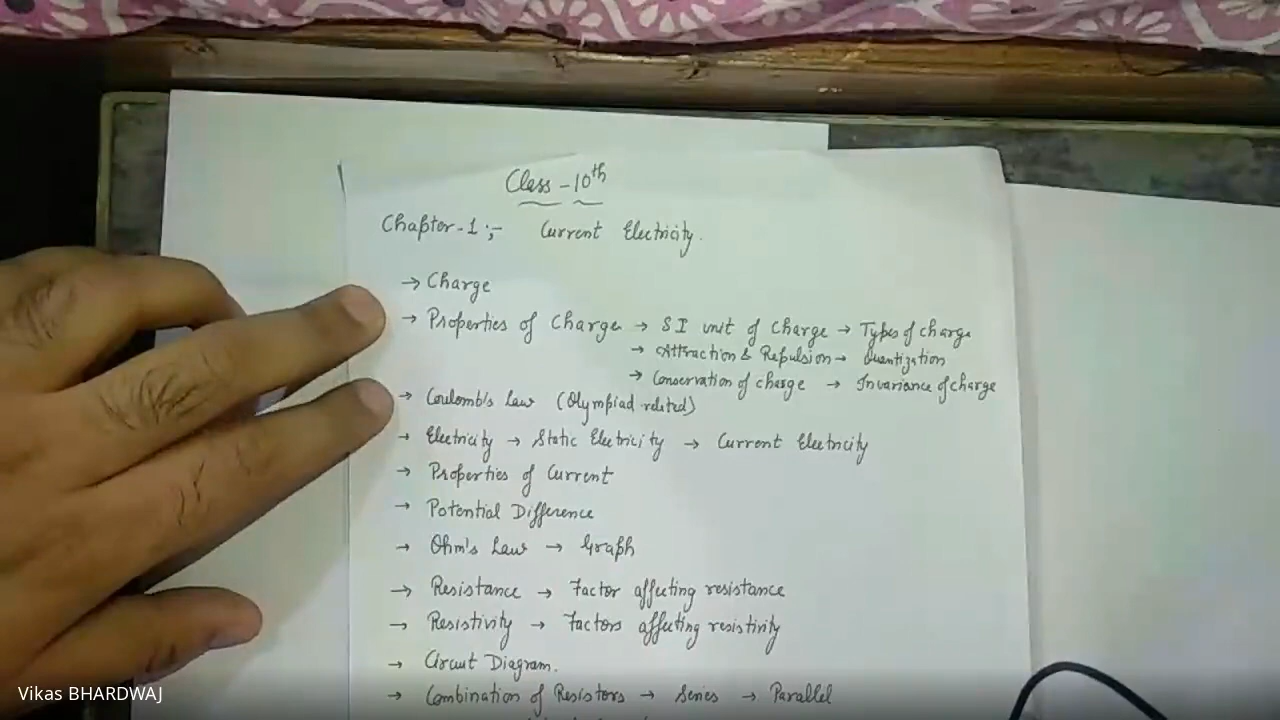 Class - 10th
Chapter-1 :- Current Electricity.
→ Charge
→ Properties of Charge → SI unit of Charge → Types of charge
→ Attraction & Repulsion → Quantization
→ Conservation of charge → Invariance of charge
→ Coulomb's Law (Olympiad related)
→ Electricity → Static Electricity → Current Electricity
→ Properties of Current
→ Potential Difference
→ Ohm's Law → Graph
→ Resistance → Factor affecting resistance
→ Resistivity → Factors affecting resistivity
→ Circuit Diagram.
→ Combination of Resistors → Series → Parallel
Vikas BHARDWAJ